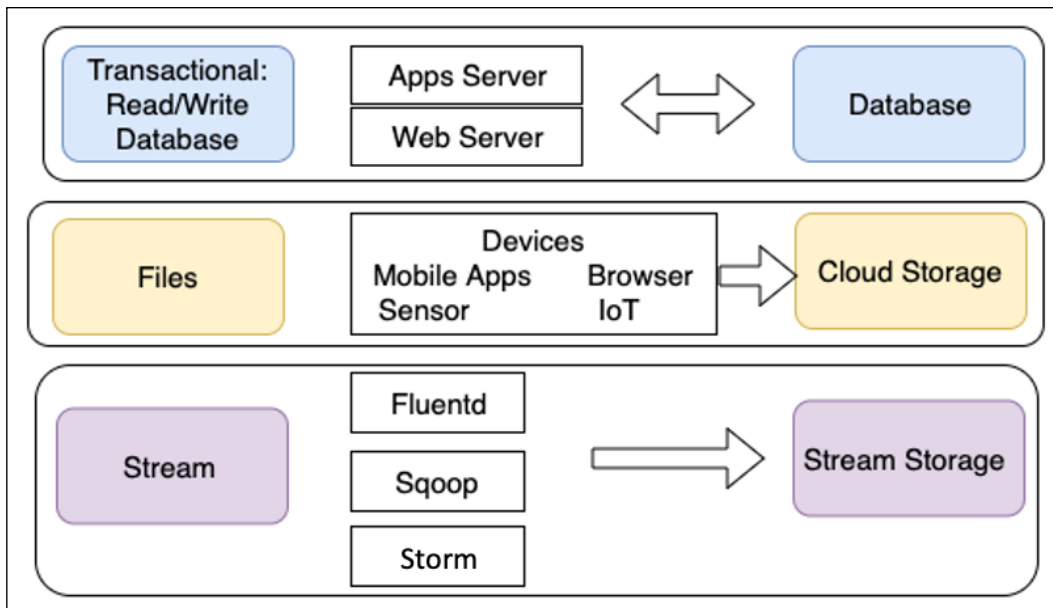 Transactional:
Read/Write
Database
Apps Server
Web Server
Database
Files
Devices
Mobile Apps Browser
Sensor IoT
Cloud Storage
Stream
Fluentd
Sqoop
Storm
Stream Storage